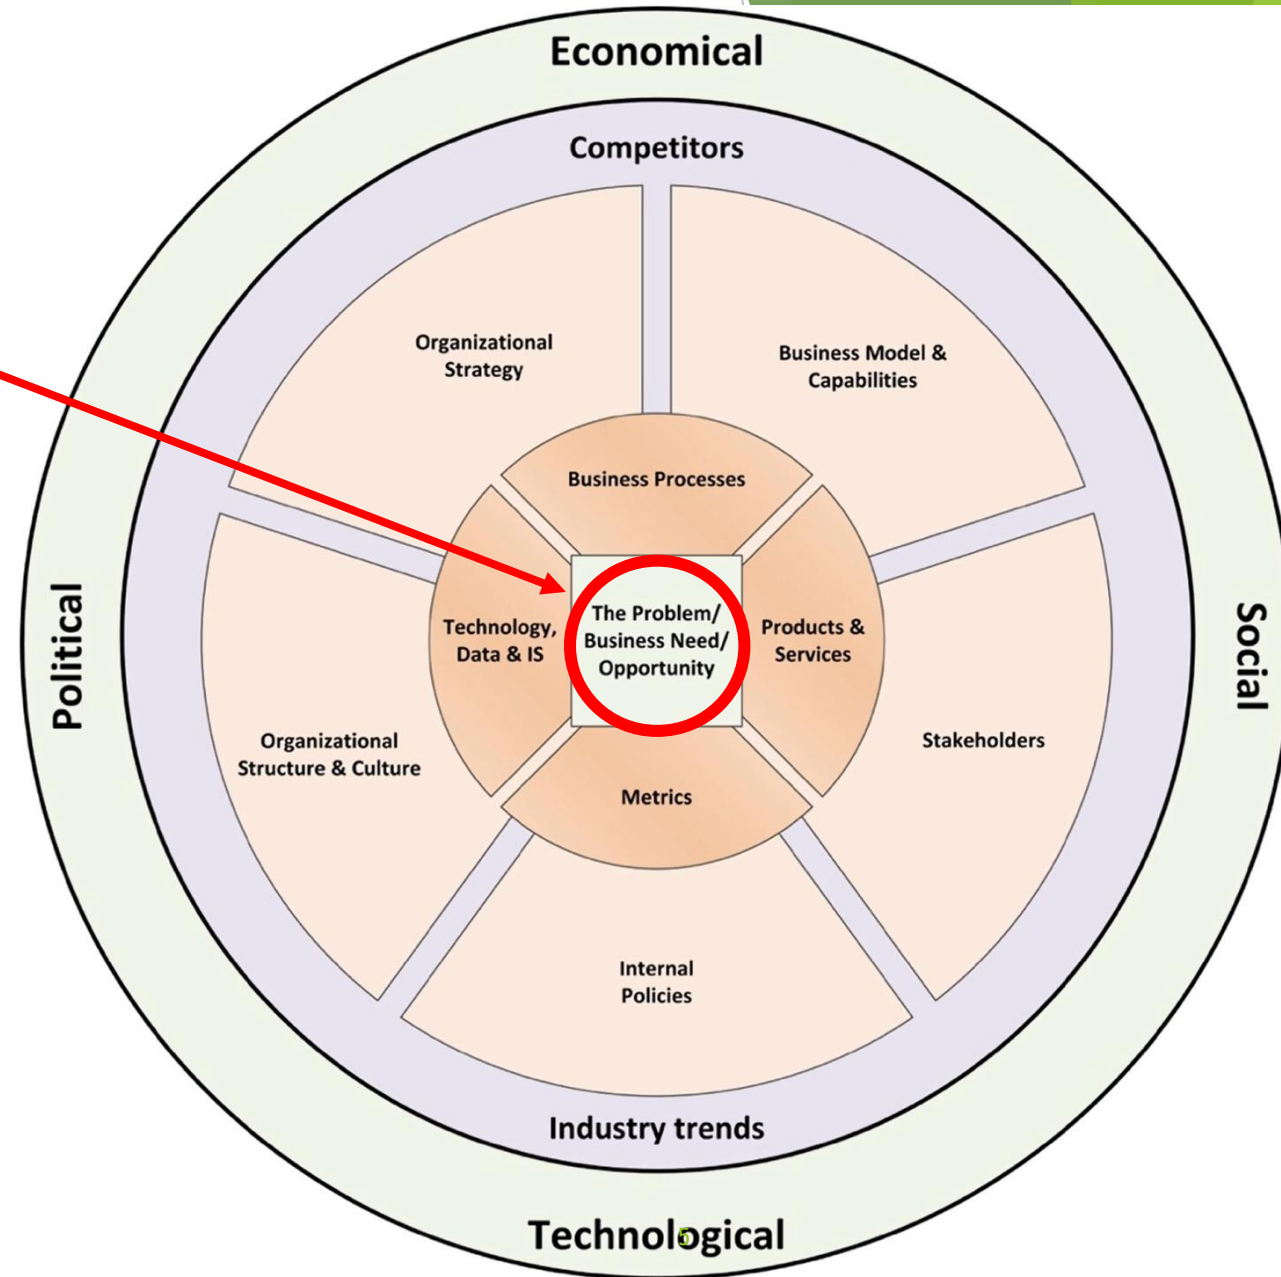 Economical
Competitors
Organizational
Strategy
Business Model &
Capabilities
Business Processes
Political
Technology,
Data & IS
The Problem/
Business Need/
Opportunity
Products &
Services
Social
Organizational
Structure & Culture
Stakeholders
Metrics
Internal
Policies
Industry trends
Technological
5